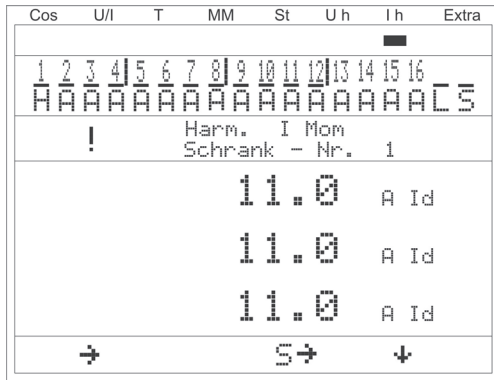 Cos U/I T MM St U h I h Extra
1 2 3 4 5 6 7 8 9 10 11 12 13 14 15 16
A A A A A A A A A A A A A A A A C S
! Harm. I Mom
Schrank - Nr. 1
11.0 A Id
11.0 A Id
11.0 A Id
→ S→ ↓